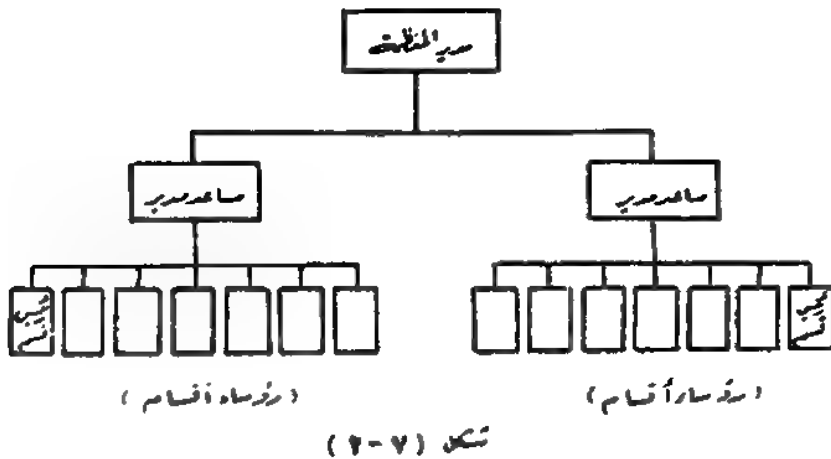 مدير المنظمة
مساعد مدير
مساعد مدير
(رؤساء أقسام)
(رؤساء أقسام)
شكل (٧-٢)